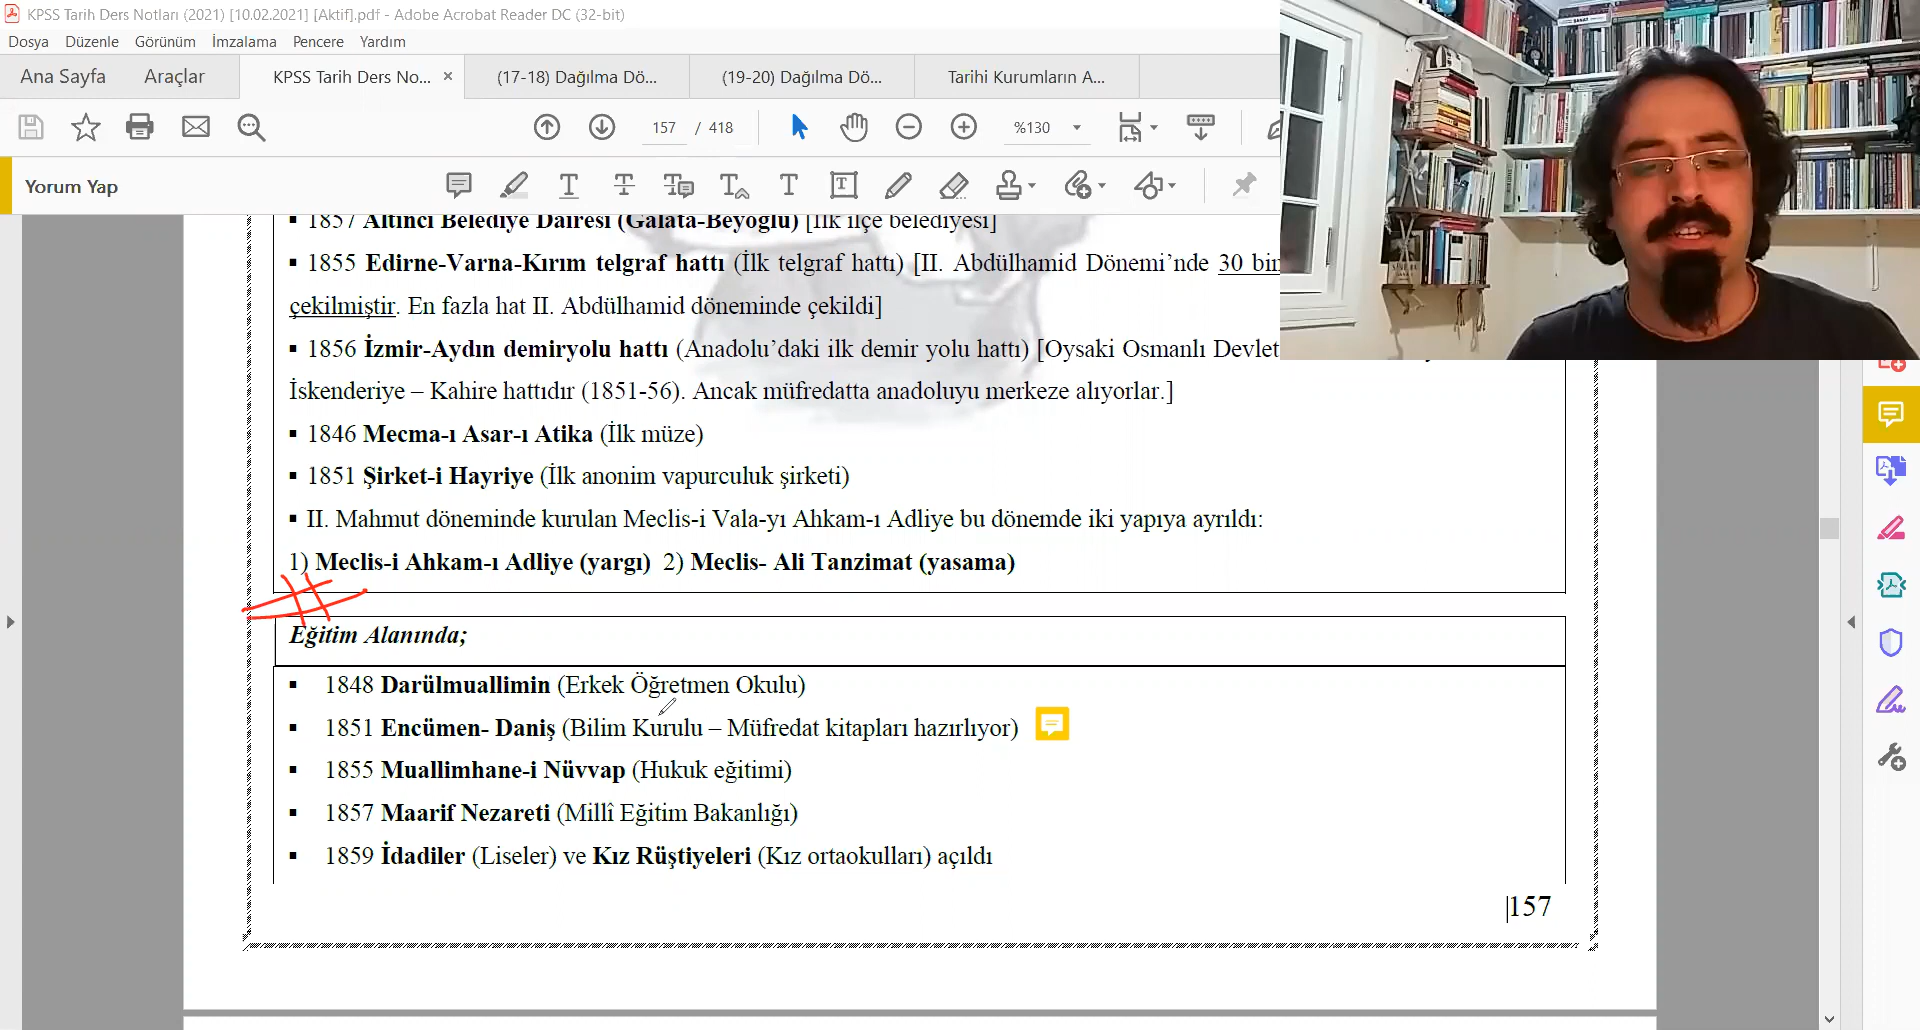 KPSS Tarih Ders Notları (2021) [10.02.2021] [Aktif].pdf - Adobe Acrobat Reader DC (32-bit)
Dosya Düzenle Görünüm İmzalama Pencere Yardım
Ana Sayfa Araçlar KPSS Tarih Ders No... × (17-18) Dağılma Dö... (19-20) Dağılma Dö... Tarihi Kurumların A...
157 / 418 %130
Yorum Yap
▪ 1857 Altıncı Belediye Dairesi (Galata-Beyoğlu) [İlk ilçe belediyesi]
▪ 1855 Edirne-Varna-Kırım telgraf hattı (İlk telgraf hattı) [II. Abdülhamid Dönemi’nde 30 bin
çekilmiştir. En fazla hat II. Abdülhamid döneminde çekildi]
▪ 1856 İzmir-Aydın demiryolu hattı (Anadolu’daki ilk demir yolu hattı) [Oysaki Osmanlı Devlet
İskenderiye – Kahire hattıdır (1851-56). Ancak müfredatta anadoluyu merkeze alıyorlar.]
▪ 1846 Mecma-ı Asar-ı Atika (İlk müze)
▪ 1851 Şirket-i Hayriye (İlk anonim vapurculuk şirketi)
▪ II. Mahmut döneminde kurulan Meclis-i Vala-yı Ahkam-ı Adliye bu dönemde iki yapıya ayrıldı:
1) Meclis-i Ahkam-ı Adliye (yargı) 2) Meclis- Ali Tanzimat (yasama)
Eğitim Alanında;
▪ 1848 Darülmuallimin (Erkek Öğretmen Okulu)
▪ 1851 Encümen- Daniş (Bilim Kurulu – Müfredat kitapları hazırlıyor)
▪ 1855 Muallimhane-i Nüvvap (Hukuk eğitimi)
▪ 1857 Maarif Nezareti (Millî Eğitim Bakanlığı)
▪ 1859 İdadiler (Liseler) ve Kız Rüştiyeleri (Kız ortaokulları) açıldı
|157